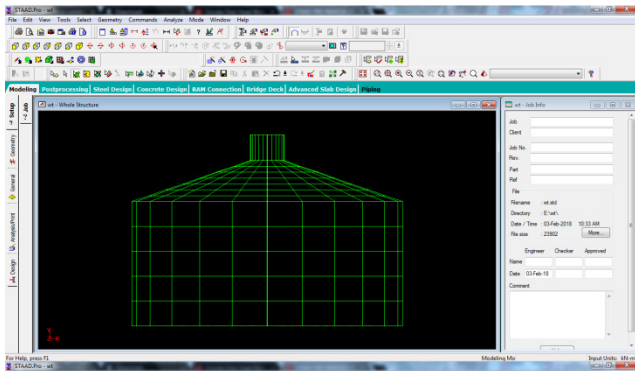 STAAD.Pro - wt
File Edit View Tools Select Geometry Commands Analyze Mode Window Help
Modeling Postprocessing Steel Design Concrete Design RAM Connection Bridge Deck Advanced Slab Design Piping
Setup
Job
Geometry
General
Analysis/Print
Design
wt - Whole Structure
Y
Z-X
wt - Job Info
Job
Client
Job No.
Rev.
Part
Ref
File
Filename : wt.std
Directory : E:\wt\
Date / Time : 03-Feb-2018 10:33 AM
File size : 23902 More...
Engineer Checker Approved
Name
Date 03-Feb-18
Comment
For Help, press F1 Modeling Mo Input Units: kN-m
STAAD.Pro - wt